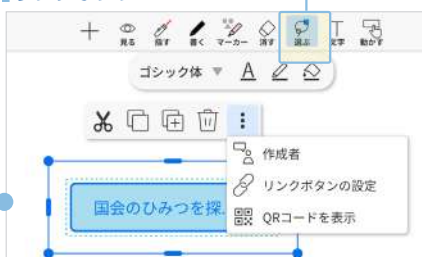 見る 指す 書く マーカー 消す 選ぶ 文字 動かす
ゴシック体 ▼ A
作成者
リンクボタンの設定
QRコードを表示
国会のひみつを探..